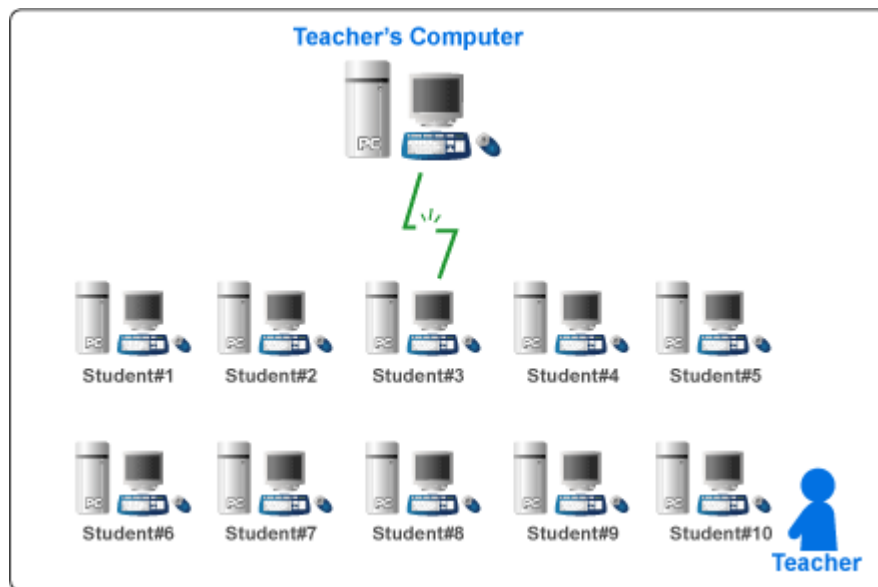 Teacher's Computer
PC
PC PC PC PC PC
Student#1 Student#2 Student#3 Student#4 Student#5
PC PC PC PC PC
Student#6 Student#7 Student#8 Student#9 Student#10
Teacher